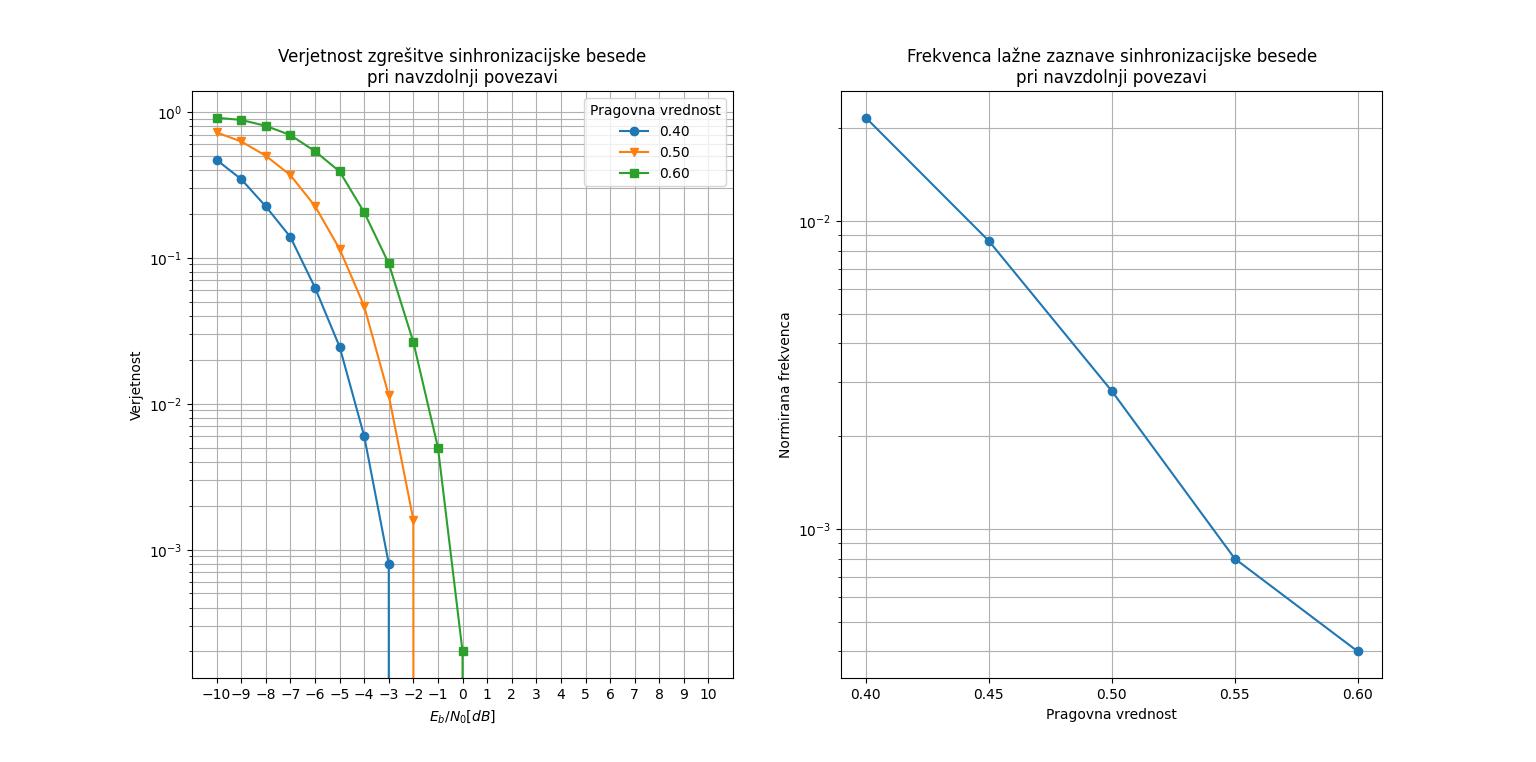 Verjetnost zgrešitve sinhronizacijske besede
pri navzdolnji povezavi
Pragovna vrednost
0.40
0.50
0.60
10⁰
10⁻¹
10⁻²
10⁻³
Verjetnost
−10 −9 −8 −7 −6 −5 −4 −3 −2 −1 0 1 2 3 4 5 6 7 8 9 10
E_b/N_0[dB]
Frekvenca lažne zaznave sinhronizacijske besede
pri navzdolnji povezavi
10⁻²
10⁻³
Normirana frekvenca
0.40 0.45 0.50 0.55 0.60
Pragovna vrednost